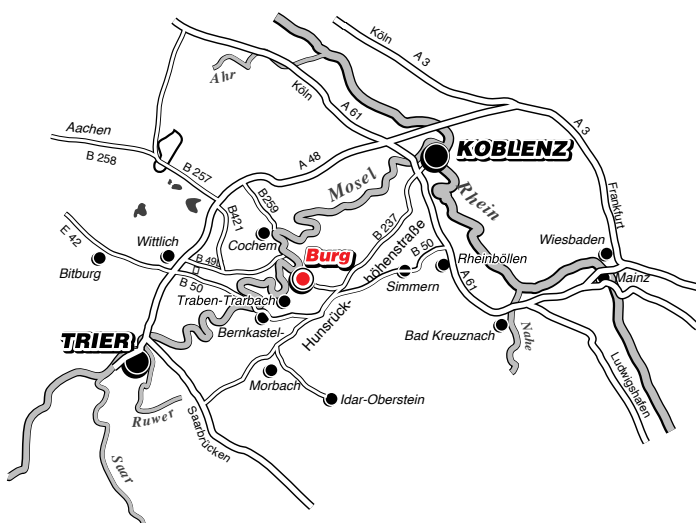 Köln
A 3
Ahr
Köln
A 61
A 3
Aachen
B 258
B 257
A 48
KOBLENZ
Mosel
Rhein
Frankfurt
B259
B421
B 237
E 42
Wittlich
Cochem
höhenstraße
B 50
Wiesbaden
Bitburg
B 49
Burg
Rheinböllen
Simmern
A 61
Mainz
B 50
Traben-Trarbach
Bernkastel-
Hunsrück-
Bad Kreuznach
Nahe
TRIER
Morbach
Idar-Oberstein
Ludwigshafen
Ruwer
Saarbrücken
Saar